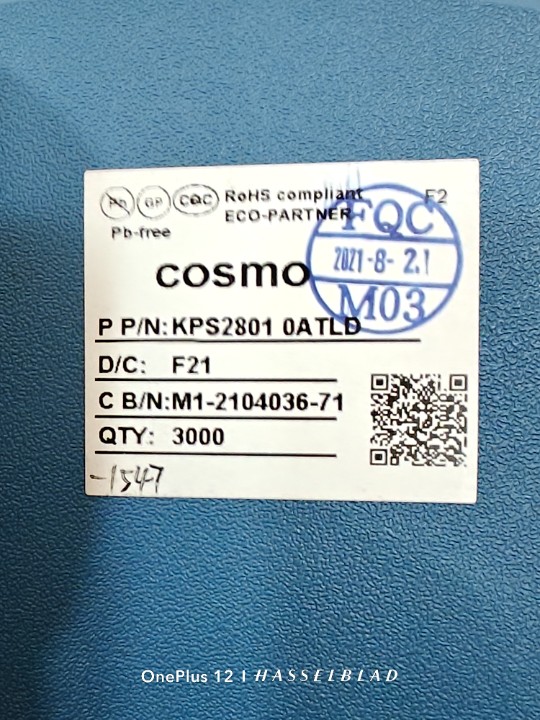 Pb GP CQC RoHS compliant F2
ECO-PARTNER
Pb-free
FQC
2021-8-21
M03
cosmo
P P/N: KPS2801 0ATLD
D/C: F21
C B/N: M1-2104036-71
QTY: 3000
-1547
OnePlus 12 | HASSELBLAD